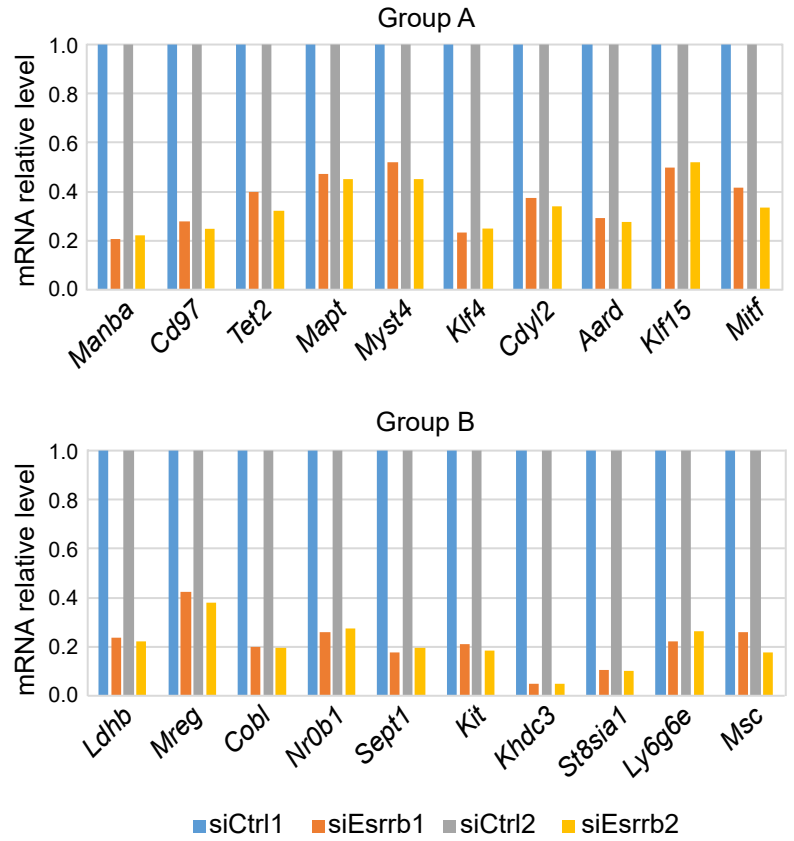 Group A
mRNA relative level
1.0
0.8
0.6
0.4
0.2
0.0
Manba Cd97 Tet2 Mapt Myst4 Klf4 Cdyl2 Aard Klf15 Mitf
Group B
mRNA relative level
1.0
0.8
0.6
0.4
0.2
0.0
Ldhb Mreg Cobl Nr0b1 Sept1 Kit Khdc3 St8sia1 Ly6g6e Msc
siCtrl1 siEsrrb1 siCtrl2 siEsrrb2